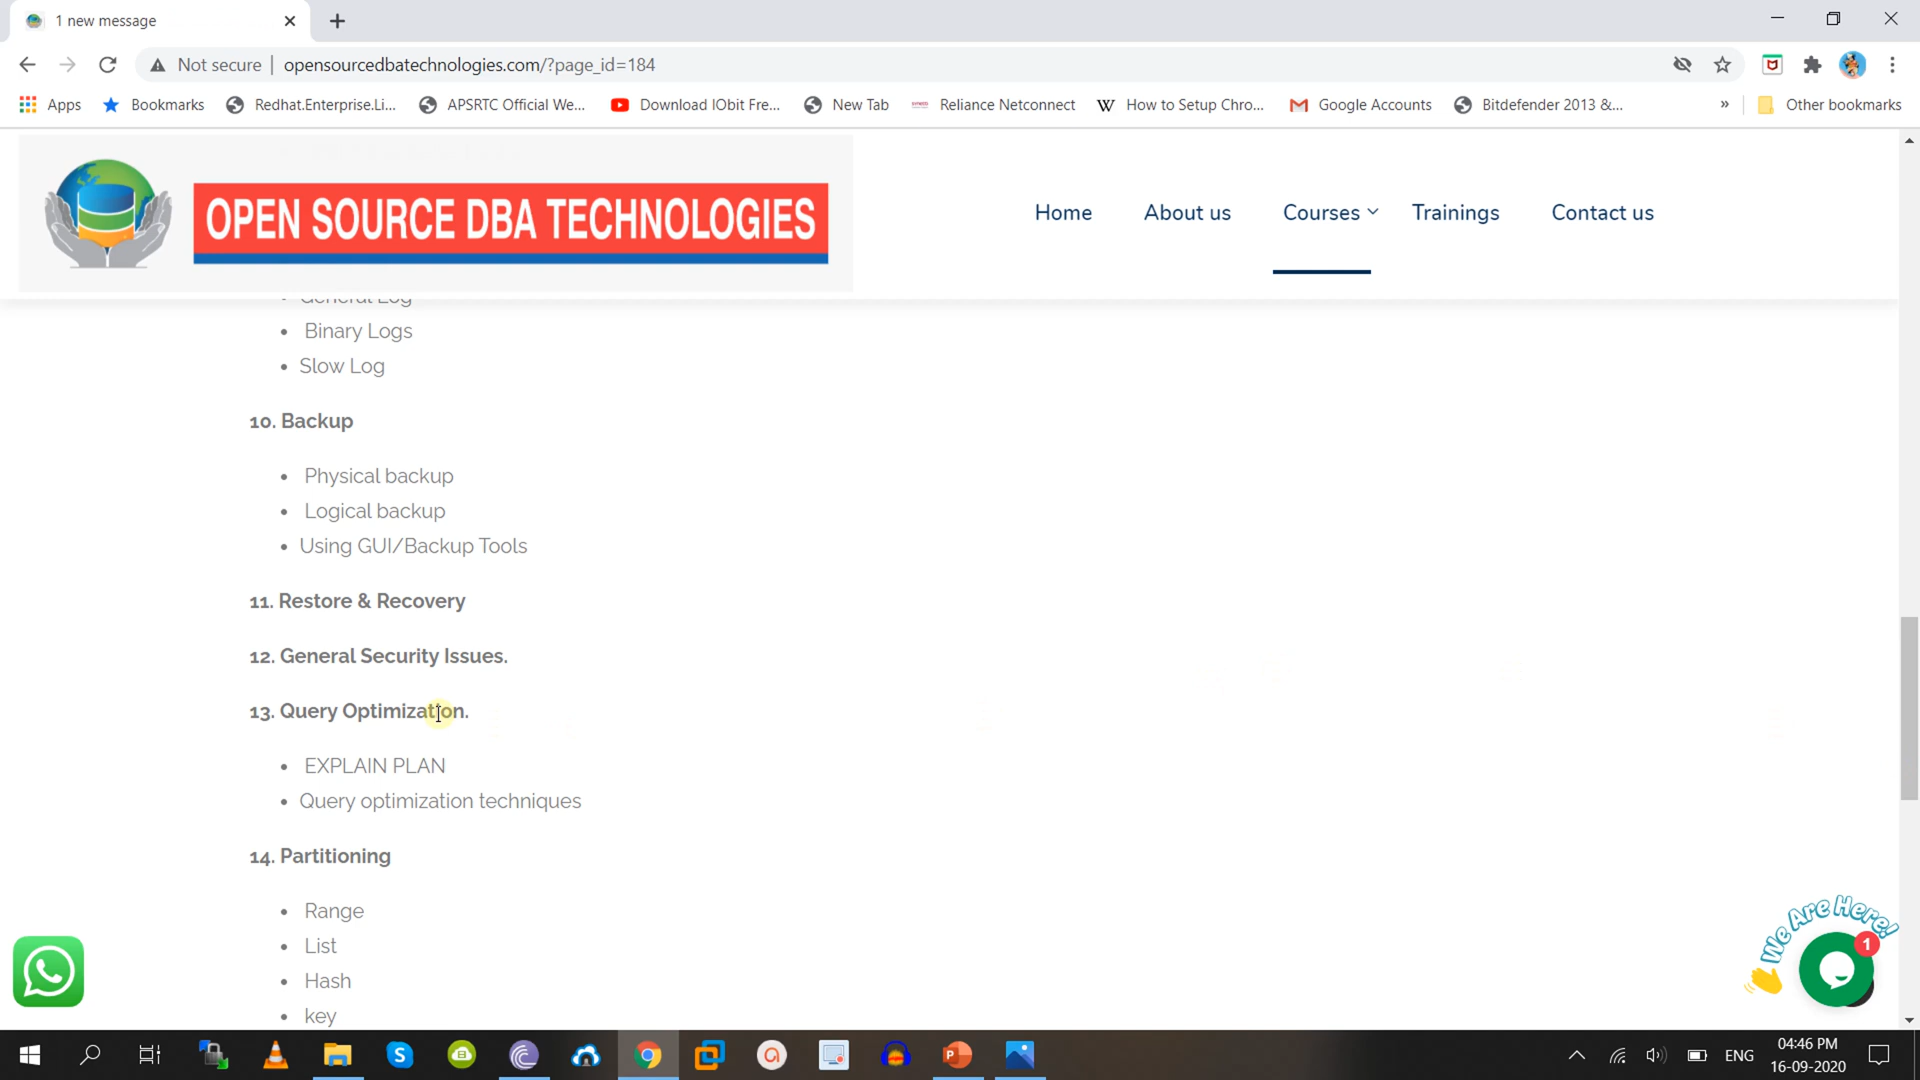 1 new message
Not secure
opensourcedbatechnologies.com/?page_id=184
Apps
Bookmarks
Redhat.Enterprise.Li...
APSRTC Official We...
Download IObit Fre...
New Tab
Reliance Netconnect
How to Setup Chro...
Google Accounts
Bitdefender 2013 &...
»
Other bookmarks
OPEN SOURCE DBA TECHNOLOGIES
Home
About us
Courses
Trainings
Contact us
General Log
Binary Logs
Slow Log
10. Backup
Physical backup
Logical backup
Using GUI/Backup Tools
11. Restore & Recovery
12. General Security Issues.
13. Query Optimization.
EXPLAIN PLAN
Query optimization techniques
14. Partitioning
Range
List
Hash
key
We Are Here!
1
ENG
04:46 PM
16-09-2020